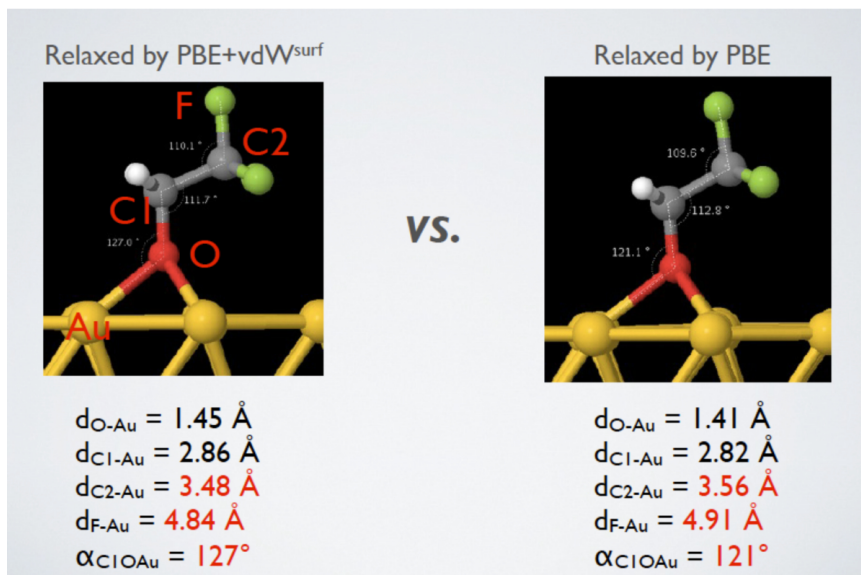 Relaxed by PBE+vdW^surf
Relaxed by PBE
F
110.1 °
C2
C1
111.7 °
127.0 °
O
Au
vs.
109.6 °
112.8 °
121.1 °
dO-Au = 1.45 Å
dC1-Au = 2.86 Å
dC2-Au = 3.48 Å
dF-Au = 4.84 Å
αC1OAu = 127°
dO-Au = 1.41 Å
dC1-Au = 2.82 Å
dC2-Au = 3.56 Å
dF-Au = 4.91 Å
αC1OAu = 121°